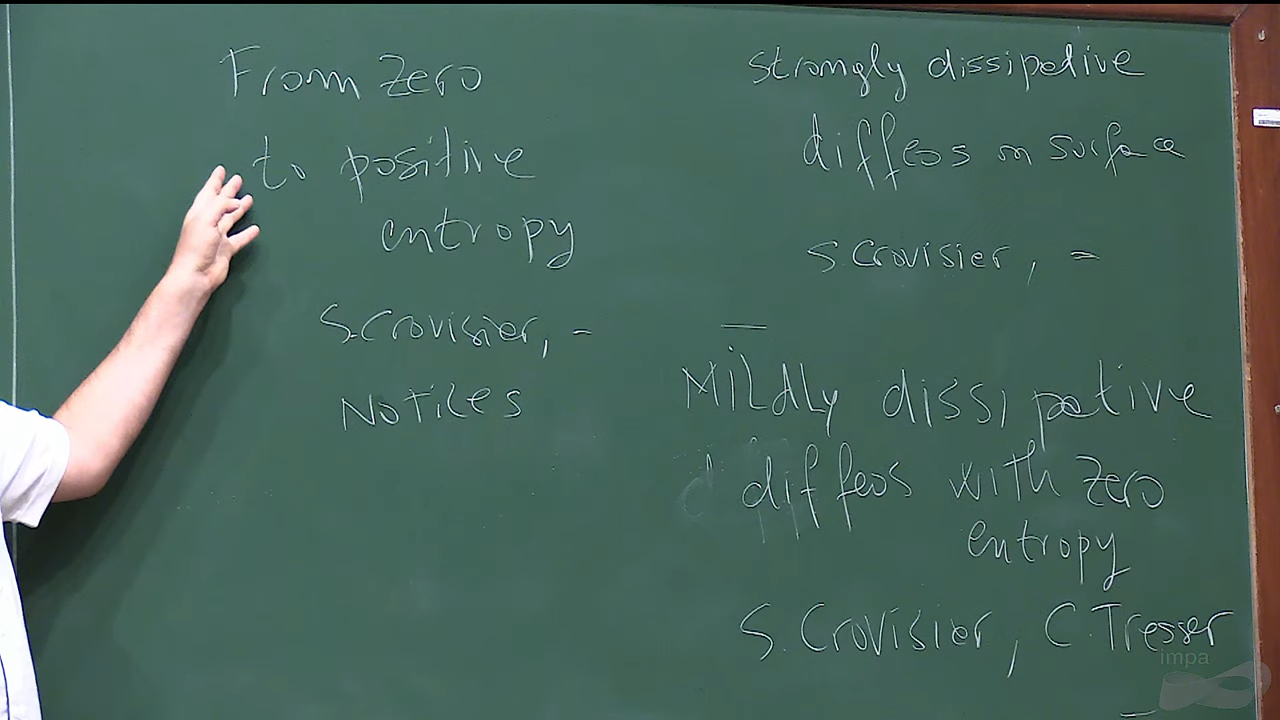 From zero
to positive
entropy
S.Crovisier, -
Notices
strongly dissipative
diffeos on surface
S. Crovisier, -
Mildly dissipative
diffeos with zero
entropy
S. Crovisier, C. Tresser
-
impa